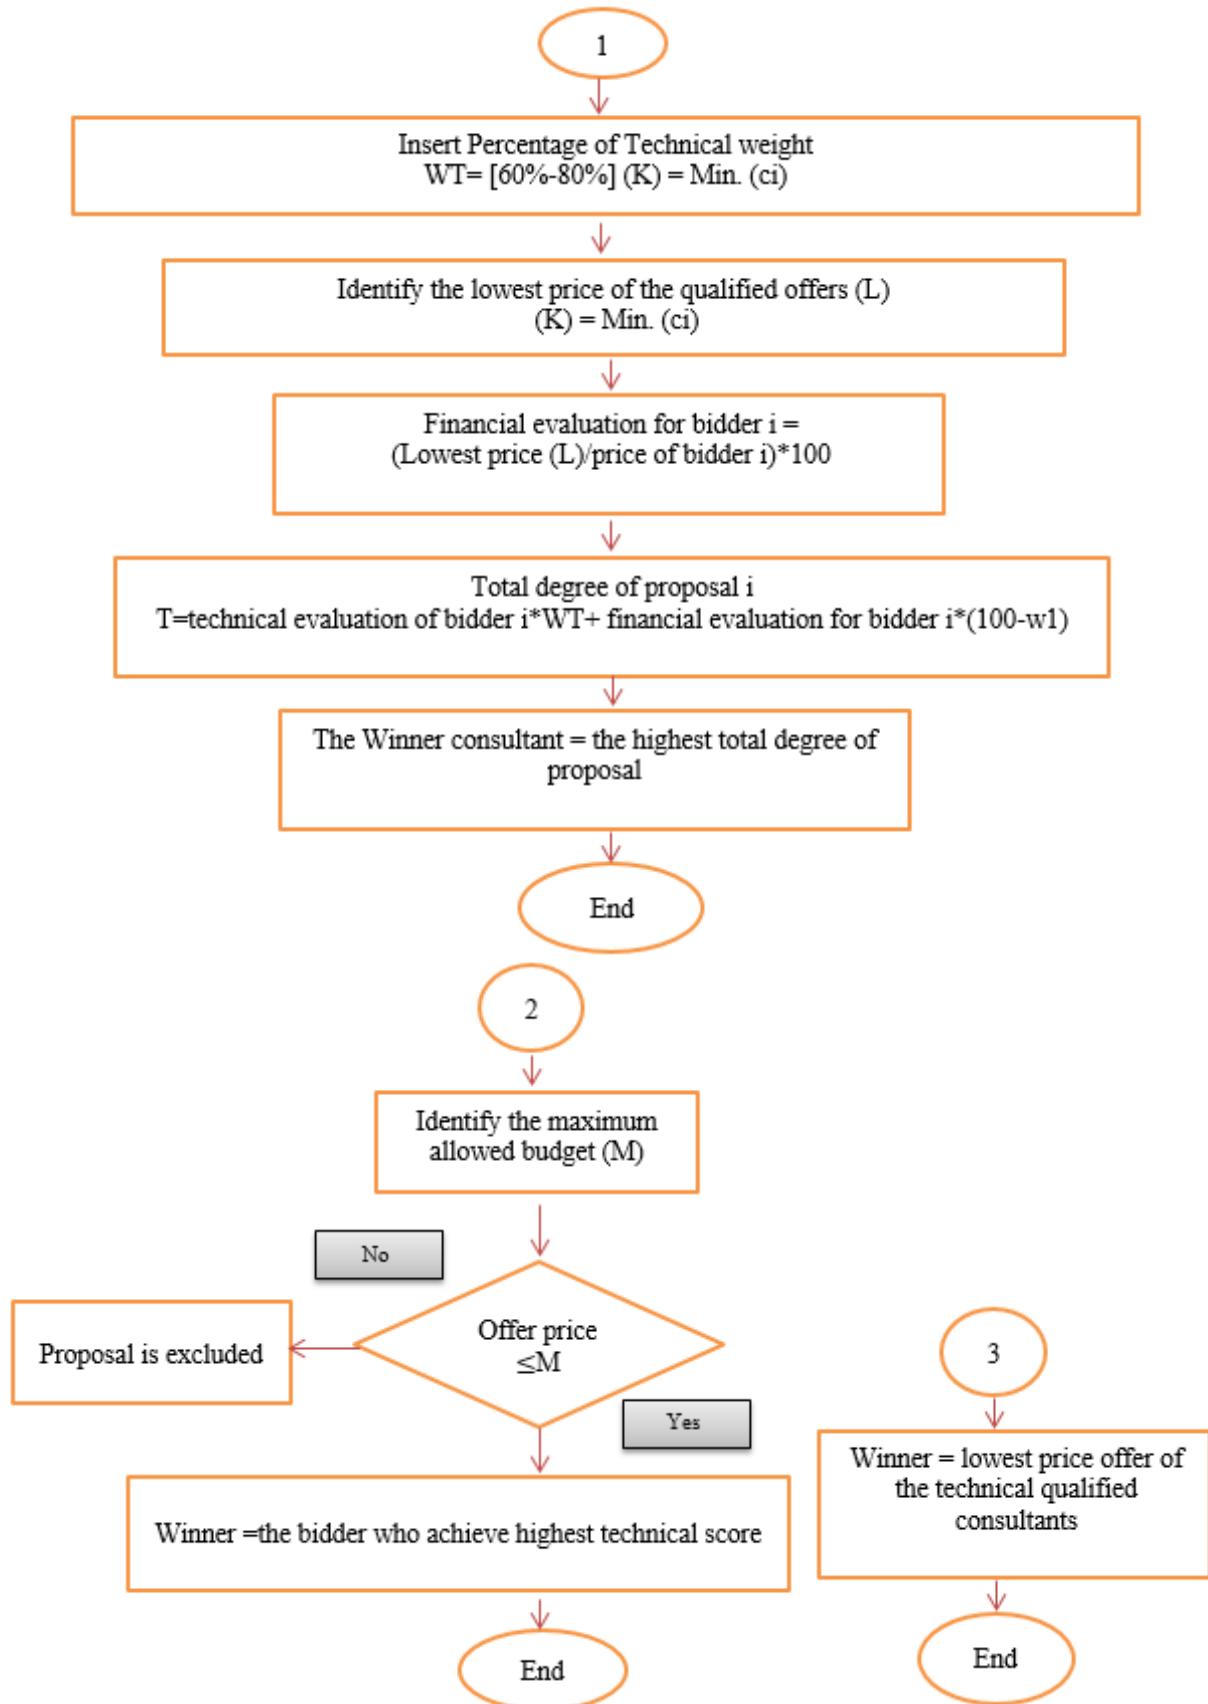 1
Insert Percentage of Technical weight
WT= [60%-80%] (K) = Min. (ci)
Identify the lowest price of the qualified offers (L)
(K) = Min. (ci)
Financial evaluation for bidder i =
(Lowest price (L)/price of bidder i)*100
Total degree of proposal i
T=technical evaluation of bidder i*WT+ financial evaluation for bidder i*(100-w1)
The Winner consultant = the highest total degree of
proposal
End
2
Identify the maximum
allowed budget (M)
No
Offer price
≤M
Proposal is excluded
Yes
Winner =the bidder who achieve highest technical score
End
3
Winner = lowest price offer of
the technical qualified
consultants
End